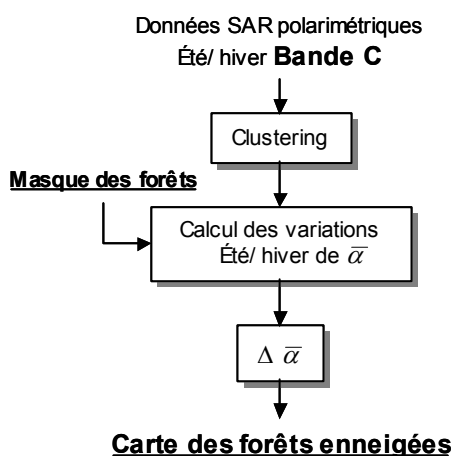 Données SAR polarimétriques
Été/ hiver Bande C
Clustering
Masque des forêts
Calcul des variations
Été/ hiver de α̅
Δ α̅
Carte des forêts enneigées